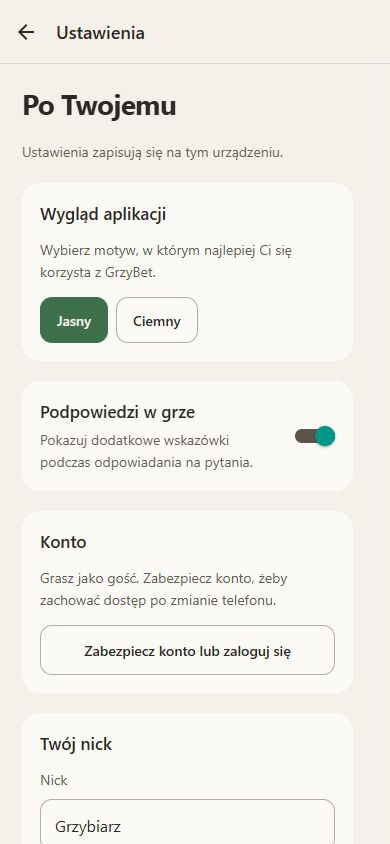 Ustawienia
Po Twojemu
Ustawienia zapisują się na tym urządzeniu.
Wygląd aplikacji
Wybierz motyw, w którym najlepiej Ci się
korzysta z GrzyBet.
Jasny
Ciemny
Podpowiedzi w grze
Pokazuj dodatkowe wskazówki
podczas odpowiadania na pytania.
Konto
Grasz jako gość. Zabezpiecz konto, żeby
zachować dostęp po zmianie telefonu.
Zabezpiecz konto lub zaloguj się
Twój nick
Nick
Grzybiarz